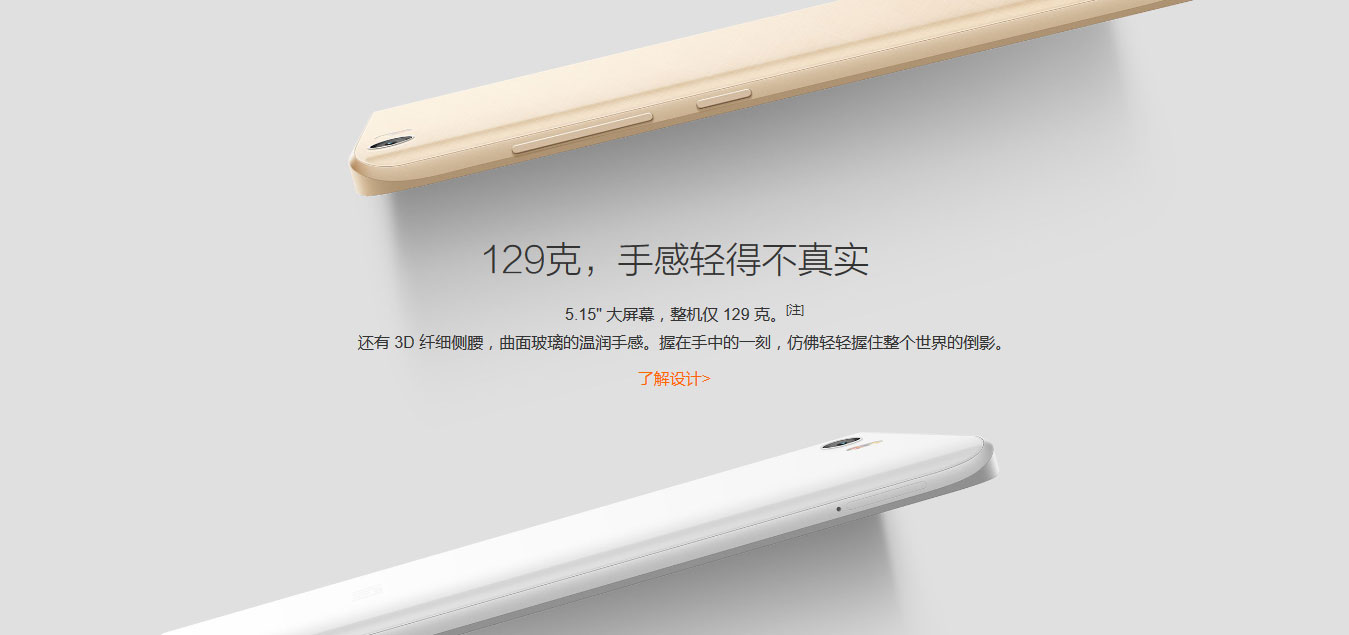 129克，手感轻得不真实
5.15" 大屏幕，整机仅 129 克。[注]
还有 3D 纤细侧腰，曲面玻璃的温润手感。握在手中的一刻，仿佛轻轻握住整个世界的倒影。
了解设计>